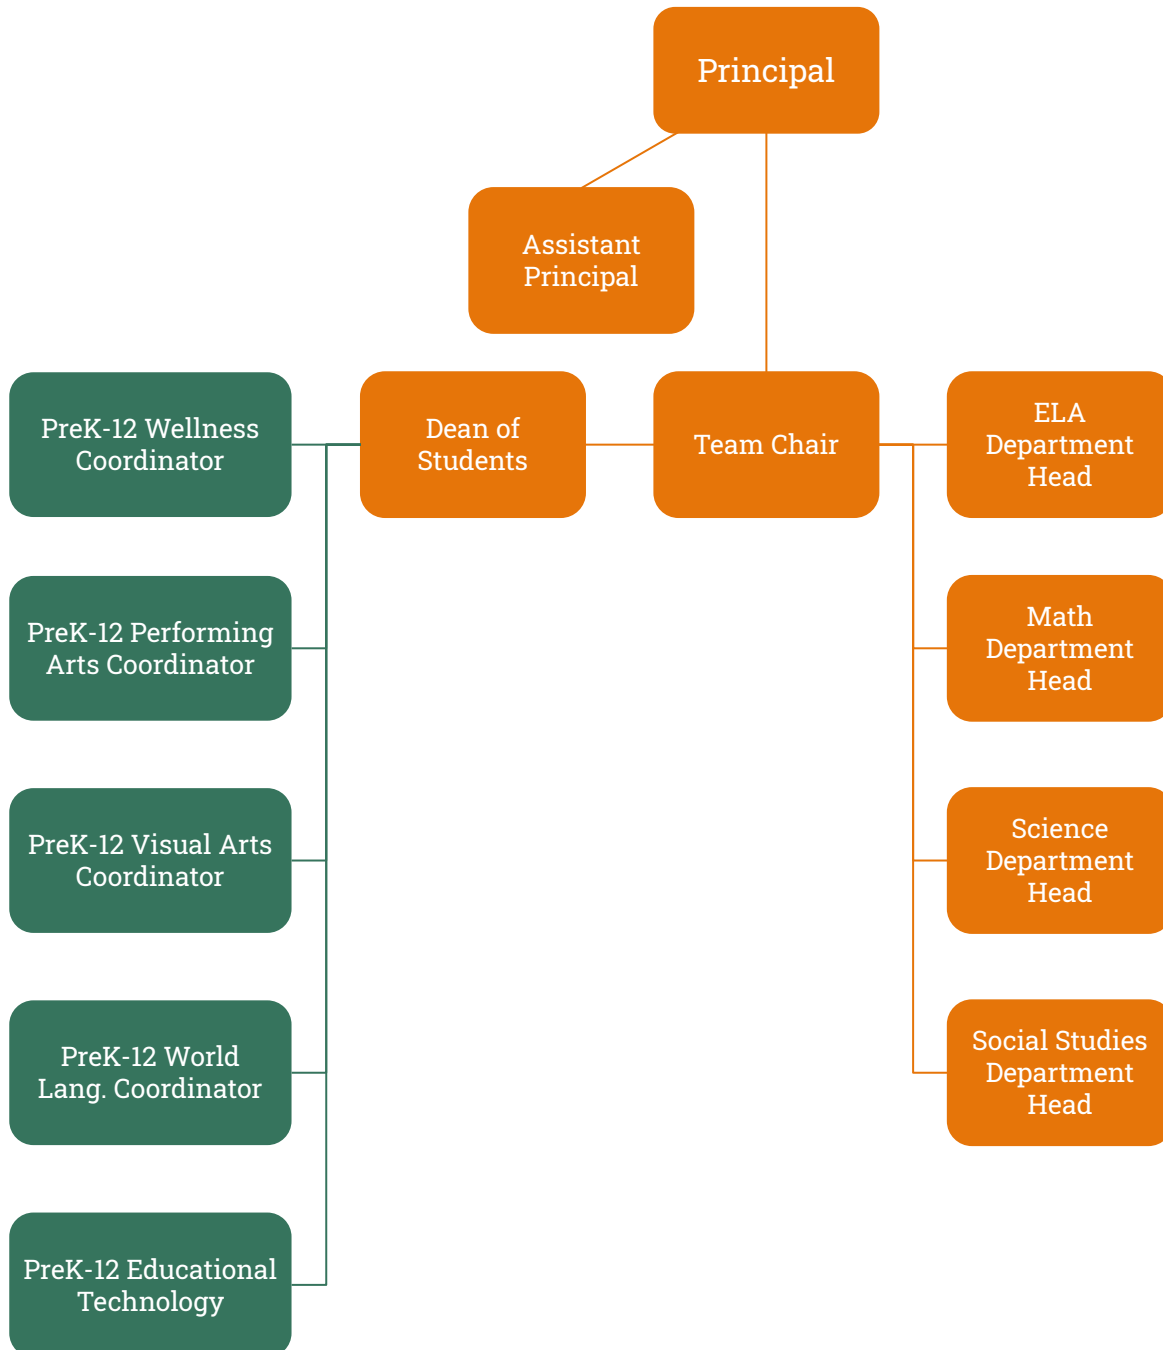 Principal
Assistant
Principal
PreK-12 Wellness
Coordinator
Dean of
Students
Team Chair
ELA
Department
Head
PreK-12 Performing
Arts Coordinator
Math
Department
Head
PreK-12 Visual Arts
Coordinator
Science
Department
Head
PreK-12 World
Lang. Coordinator
Social Studies
Department
Head
PreK-12 Educational
Technology